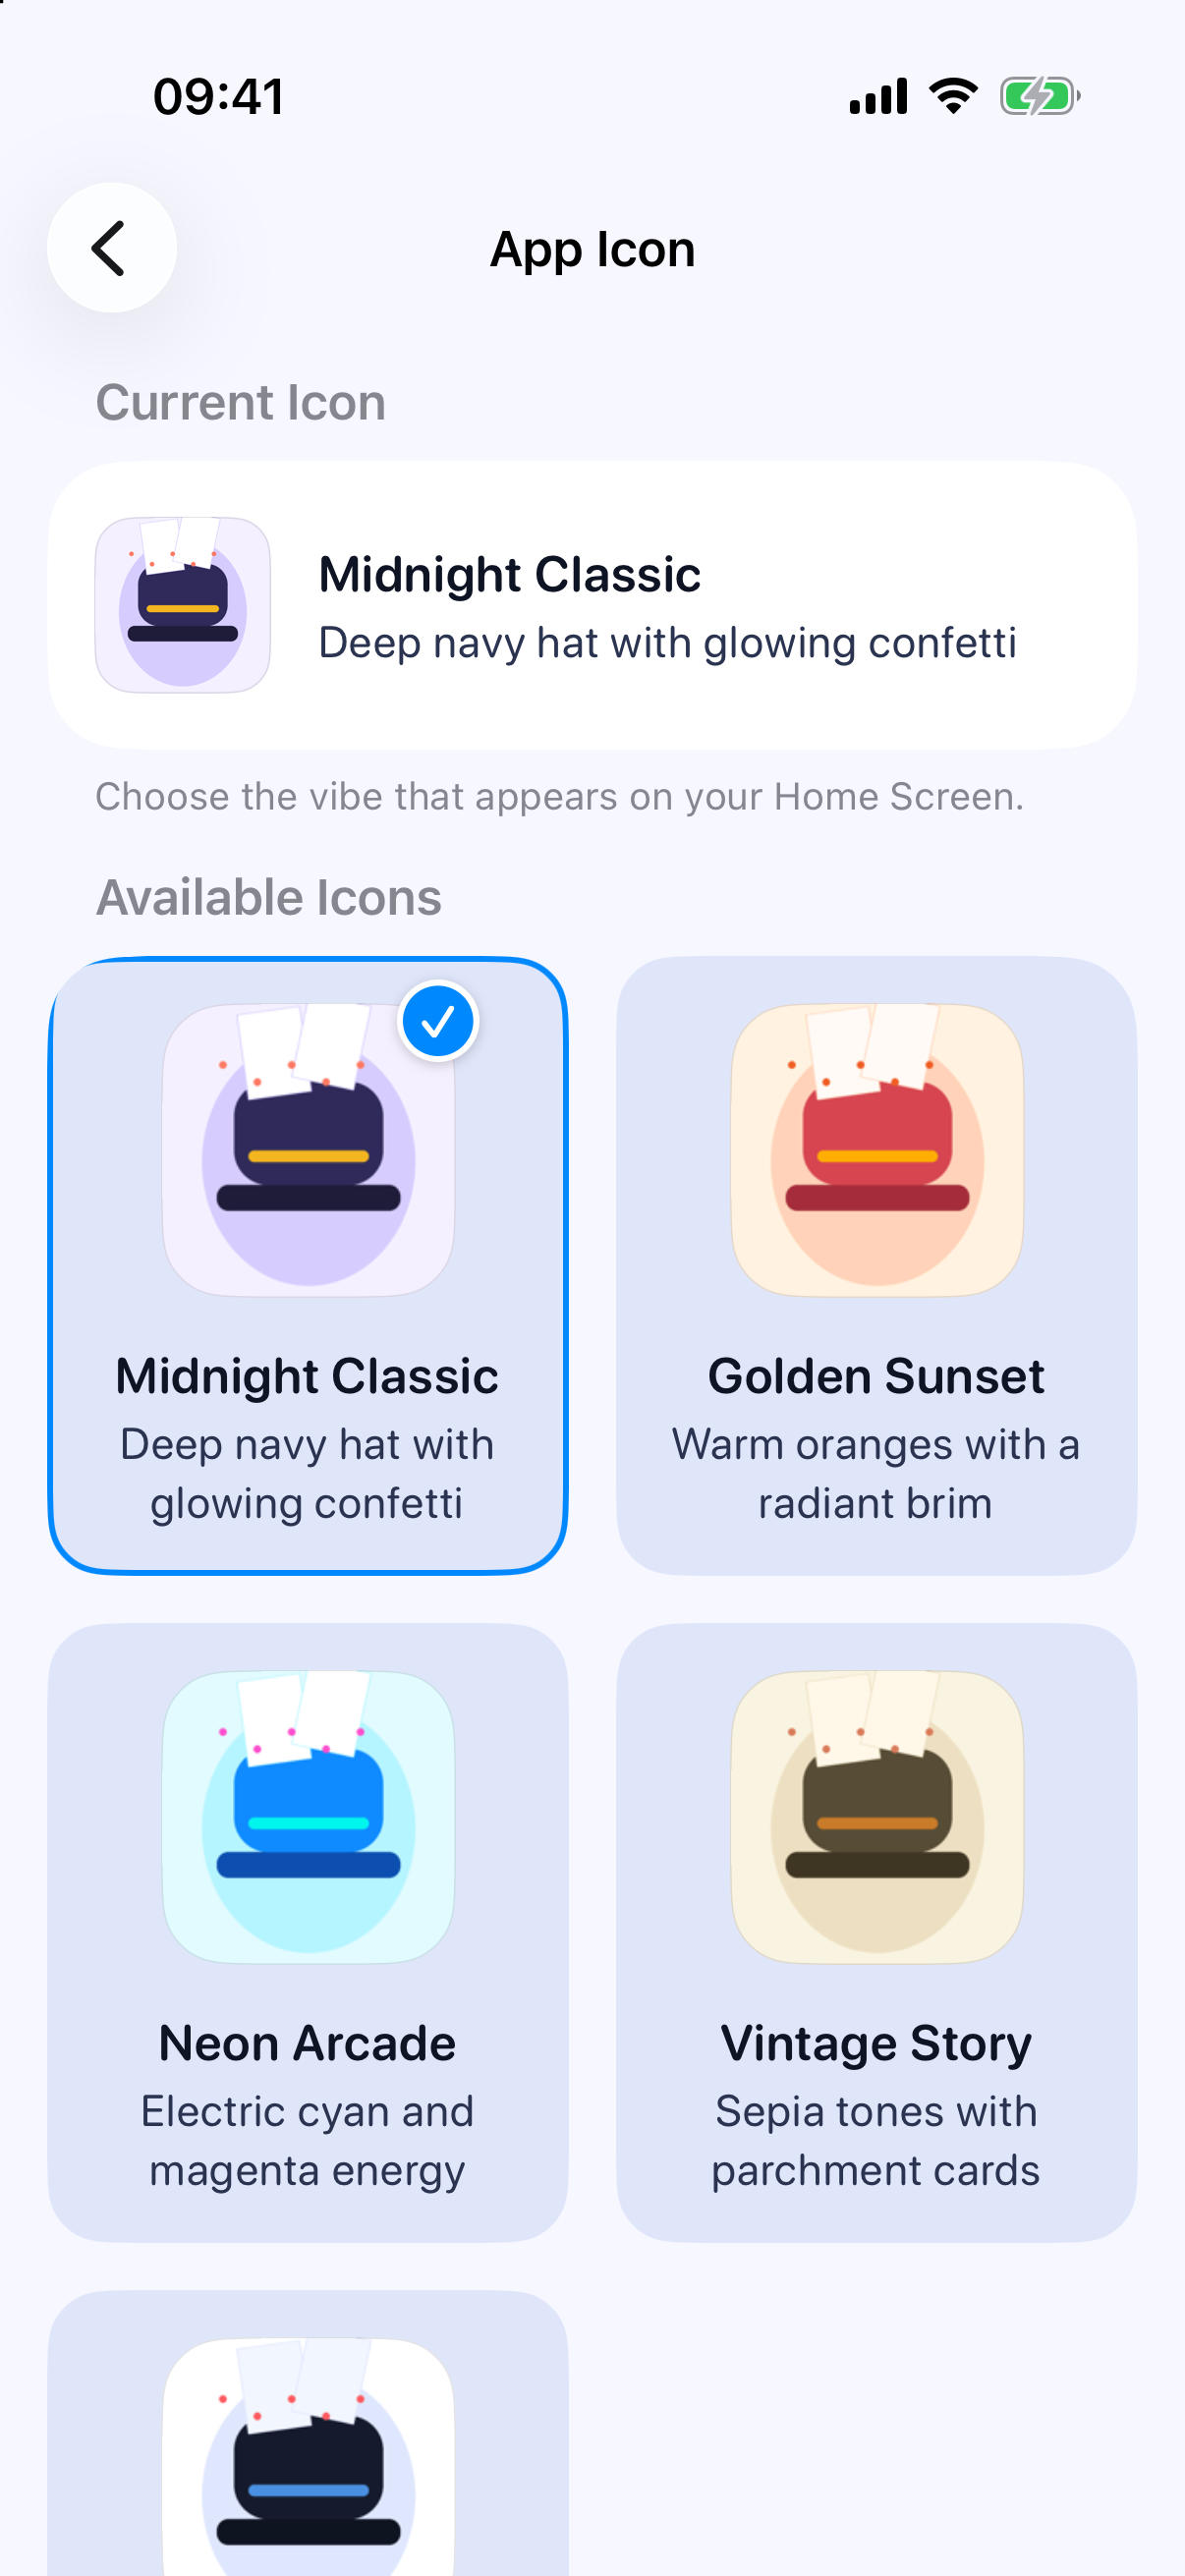 09:41
App Icon
Current Icon
Midnight Classic
Deep navy hat with glowing confetti
Choose the vibe that appears on your Home Screen.
Available Icons
Midnight Classic
Deep navy hat with
glowing confetti
Golden Sunset
Warm oranges with a
radiant brim
Neon Arcade
Electric cyan and
magenta energy
Vintage Story
Sepia tones with
parchment cards